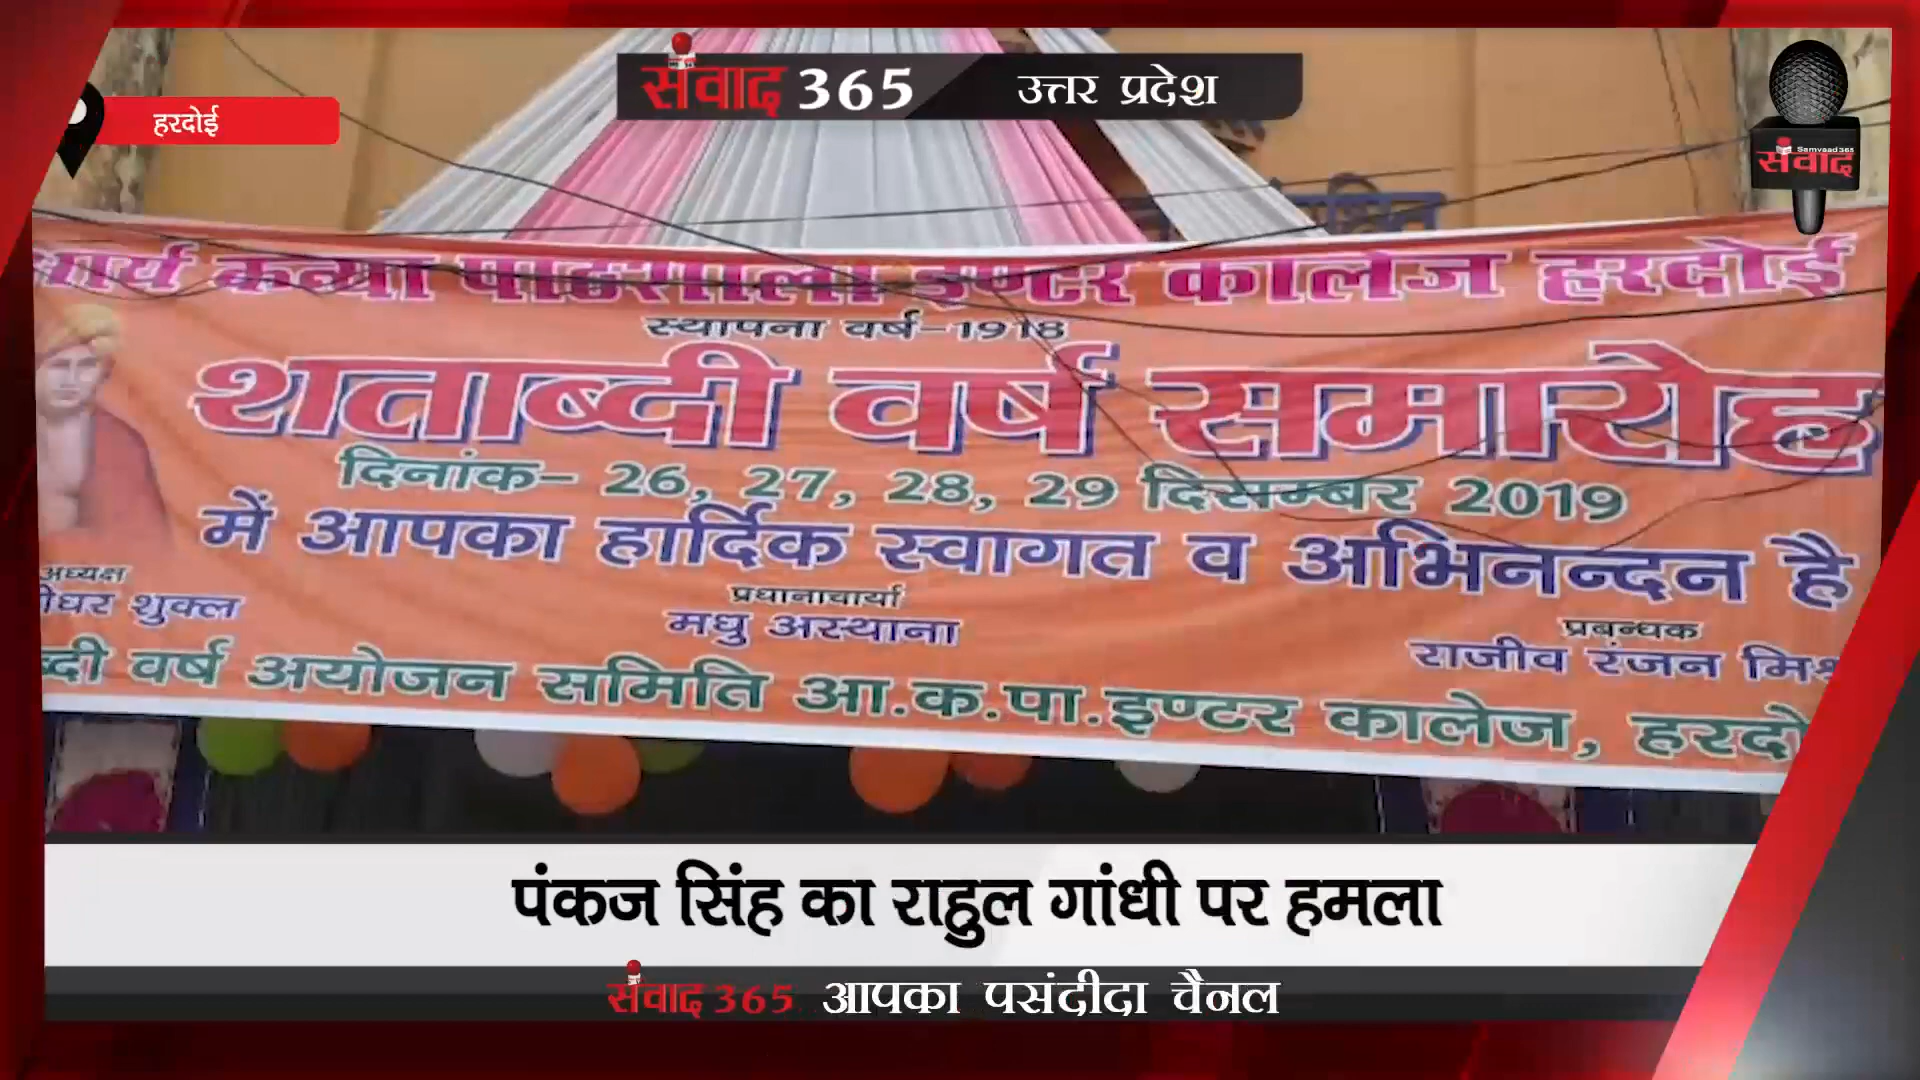 संवाद 365 उत्तर प्रदेश
हरदोई
Samvaad365
संवाद
कन्या पाठशाला इण्टर कालेज हरदोई
स्थापना वर्ष-1918
शताब्दी वर्ष समारोह
दिनांक- 26, 27, 28, 29 दिसम्बर 2019
में आपका हार्दिक स्वागत व अभिनन्दन है
अध्यक्ष
शुक्ल
प्रधानाचार्या
मधु अस्थाना
प्रबन्धक
राजीव रंजन
वर्ष अयोजन समिति आ.क.पा.इण्टर कालेज,
पंकज सिंह का राहुल गांधी पर हमला
संवाद 365 आपका पसंदीदा चैनल